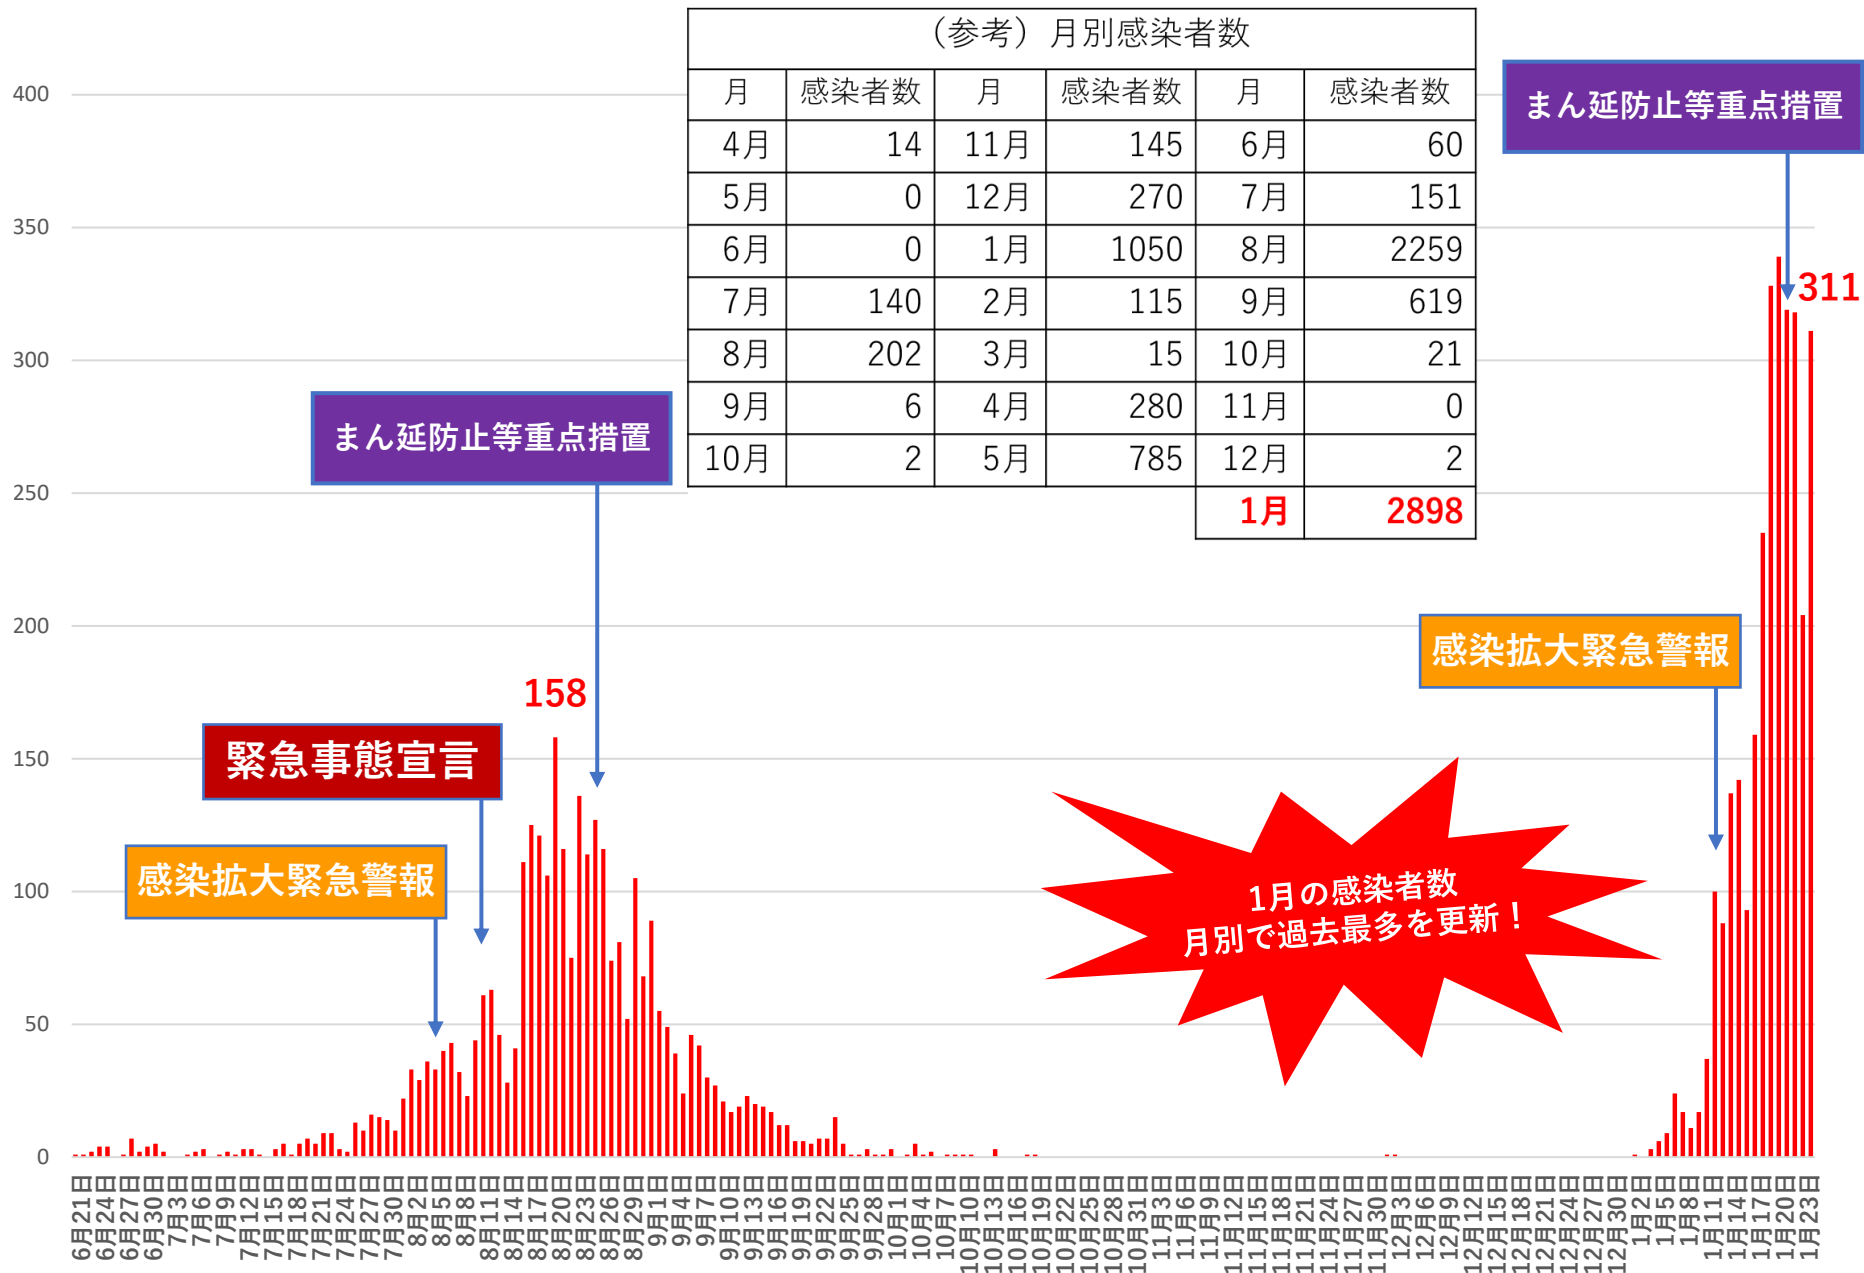 （参考）月別感染者数
月 感染者数 月 感染者数 月 感染者数
4月 14 11月 145 6月 60
5月 0 12月 270 7月 151
6月 0 1月 1050 8月 2259
7月 140 2月 115 9月 619
8月 202 3月 15 10月 21
9月 6 4月 280 11月 0
10月 2 5月 785 12月 2
1月 2898
まん延防止等重点措置
311
まん延防止等重点措置
158
緊急事態宣言
感染拡大緊急警報
感染拡大緊急警報
1月の感染者数
月別で過去最多を更新！
400
350
300
250
200
150
100
50
0
6月21日
6月24日
6月27日
6月30日
7月3日
7月6日
7月9日
7月12日
7月15日
7月18日
7月21日
7月24日
7月27日
7月30日
8月2日
8月5日
8月8日
8月11日
8月14日
8月17日
8月20日
8月23日
8月26日
8月29日
9月1日
9月4日
9月7日
9月10日
9月13日
9月16日
9月19日
9月22日
9月25日
9月28日
10月1日
10月4日
10月7日
10月10日
10月13日
10月16日
10月19日
10月22日
10月25日
10月28日
10月31日
11月3日
11月6日
11月9日
11月12日
11月15日
11月18日
11月21日
11月24日
11月27日
11月30日
12月3日
12月6日
12月9日
12月12日
12月15日
12月18日
12月21日
12月24日
12月27日
12月30日
1月2日
1月5日
1月8日
1月11日
1月14日
1月17日
1月20日
1月23日